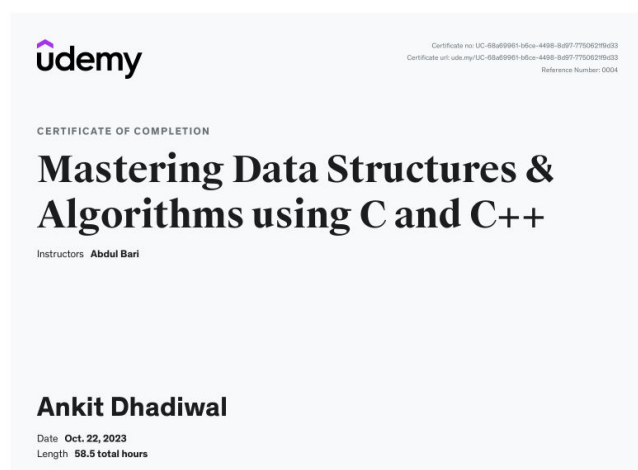 ûdemy
Certificate no: UC-68a69961-b6ce-4498-8d97-7750621f9d33
Certificate url: ude.my/UC-68a69961-b6ce-4498-8d97-7750621f9d33
Reference Number: 0004
CERTIFICATE OF COMPLETION
Mastering Data Structures &
Algorithms using C and C++
Instructors Abdul Bari
Ankit Dhadiwal
Date Oct. 22, 2023
Length 58.5 total hours